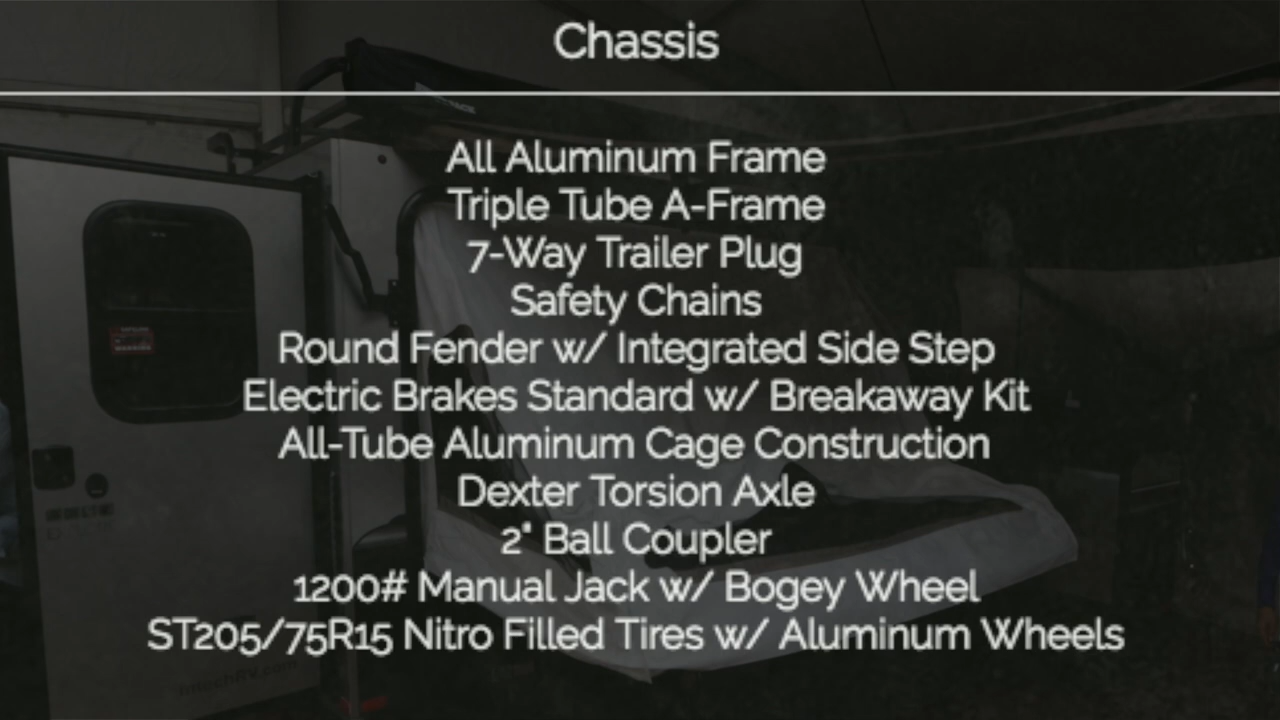 Chassis
All Aluminum Frame
Triple Tube A-Frame
7-Way Trailer Plug
Safety Chains
Round Fender w/ Integrated Side Step
Electric Brakes Standard w/ Breakaway Kit
All-Tube Aluminum Cage Construction
Dexter Torsion Axle
2" Ball Coupler
1200# Manual Jack w/ Bogey Wheel
ST205/75R15 Nitro Filled Tires w/ Aluminum Wheels